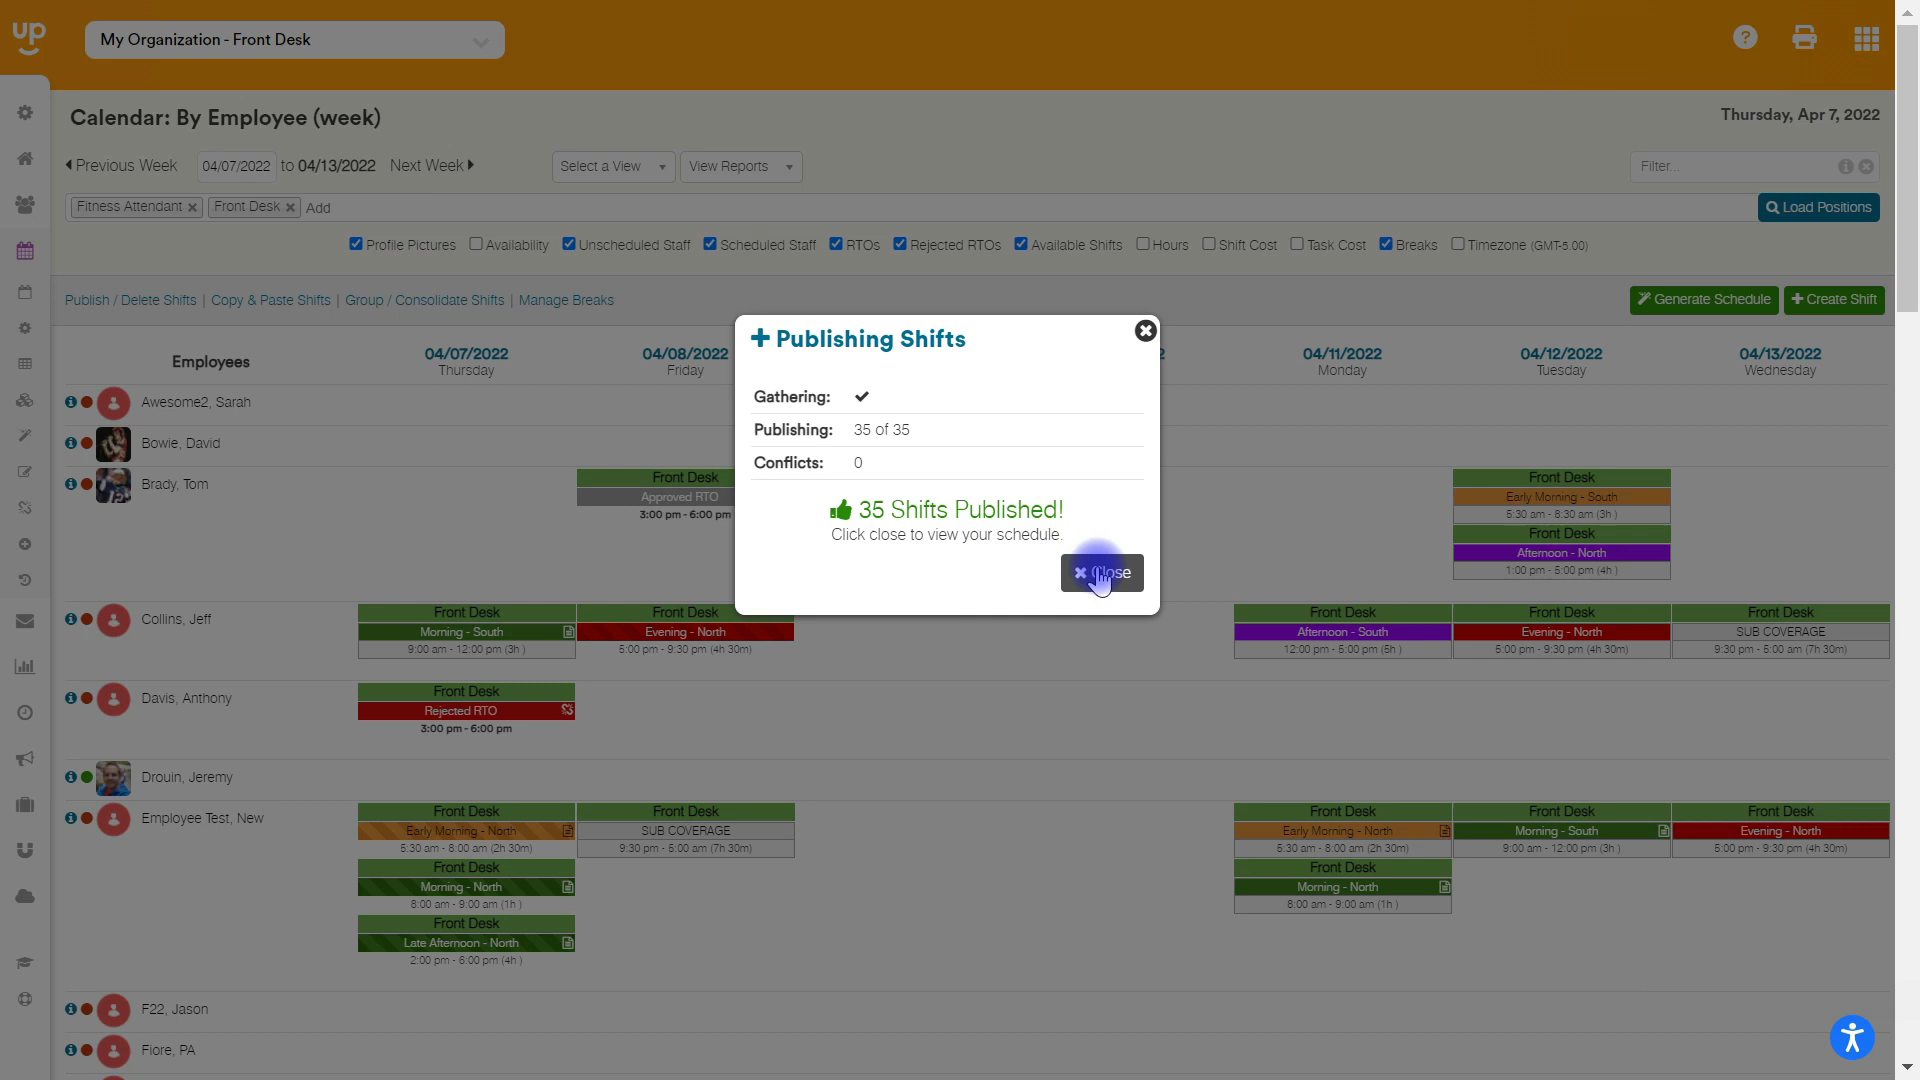 up
My Organization - Front Desk
Calendar: By Employee (week)
Thursday, Apr 7, 2022
Previous Week 04/07/2022 to 04/13/2022 Next Week
Select a View
View Reports
Filter...
Fitness Attendant
Front Desk
Add
Load Positions
Profile Pictures Availability Unscheduled Staff Scheduled Staff RTOs Rejected RTOs Available Shifts Hours Shift Cost Task Cost Breaks Timezone (GMT-5:00)
Publish / Delete Shifts | Copy & Paste Shifts | Group / Consolidate Shifts | Manage Breaks
Generate Schedule
Create Shift
Publishing Shifts
Gathering:
Publishing: 35 of 35
Conflicts: 0
35 Shifts Published!
Click close to view your schedule.
Close
Employees
04/07/2022
Thursday
04/08/2022
Friday
2
04/11/2022
Monday
04/12/2022
Tuesday
04/13/2022
Wednesday
Awesome2, Sarah
Bowie, David
Brady, Tom
Front Desk
Approved RTO
3:00 pm - 6:00 pm
Front Desk
Early Morning - South
5:30 am - 8:30 am (3h )
Front Desk
Afternoon - North
1:00 pm - 5:00 pm (4h )
Collins, Jeff
Front Desk
Morning - South
9:00 am - 12:00 pm (3h )
Front Desk
Evening - North
5:00 pm - 9:30 pm (4h 30m)
Front Desk
Afternoon - South
12:00 pm - 5:00 pm (5h )
Front Desk
Evening - North
5:00 pm - 9:30 pm (4h 30m)
Front Desk
SUB COVERAGE
9:30 pm - 5:00 am (7h 30m)
Davis, Anthony
Front Desk
Rejected RTO
3:00 pm - 6:00 pm
Drouin, Jeremy
Employee Test, New
Front Desk
Early Morning - North
5:30 am - 8:00 am (2h 30m)
Front Desk
Morning - North
8:00 am - 9:00 am (1h )
Front Desk
Late Afternoon - North
2:00 pm - 6:00 pm (4h )
Front Desk
SUB COVERAGE
9:30 pm - 5:00 am (7h 30m)
Front Desk
Early Morning - North
5:30 am - 8:00 am (2h 30m)
Front Desk
Morning - North
8:00 am - 9:00 am (1h )
Front Desk
Morning - South
9:00 am - 12:00 pm (3h )
Front Desk
Evening - North
5:00 pm - 9:30 pm (4h 30m)
F22, Jason
Fiore, PA